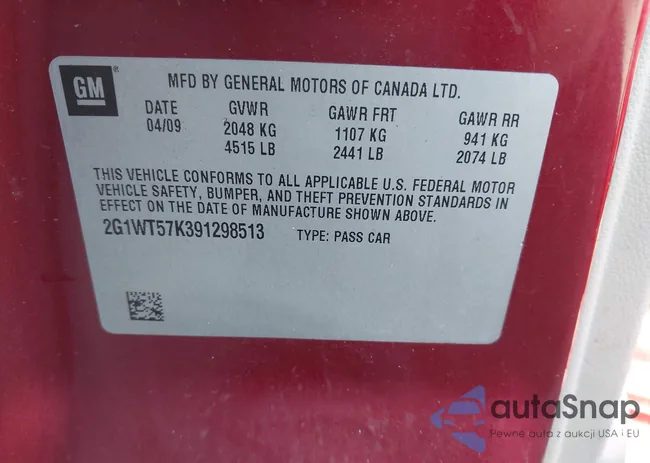 GM ®
MFD BY GENERAL MOTORS OF CANADA LTD.
DATE GVWR GAWR FRT GAWR RR
04/09 2048 KG 1107 KG 941 KG
4515 LB 2441 LB 2074 LB
THIS VEHICLE CONFORMS TO ALL APPLICABLE U.S. FEDERAL MOTOR
VEHICLE SAFETY, BUMPER, AND THEFT PREVENTION STANDARDS IN
EFFECT ON THE DATE OF MANUFACTURE SHOWN ABOVE.
2G1WT57K391298513 TYPE: PASS CAR
autoSnap
Pewne auta z aukcji USA i EU